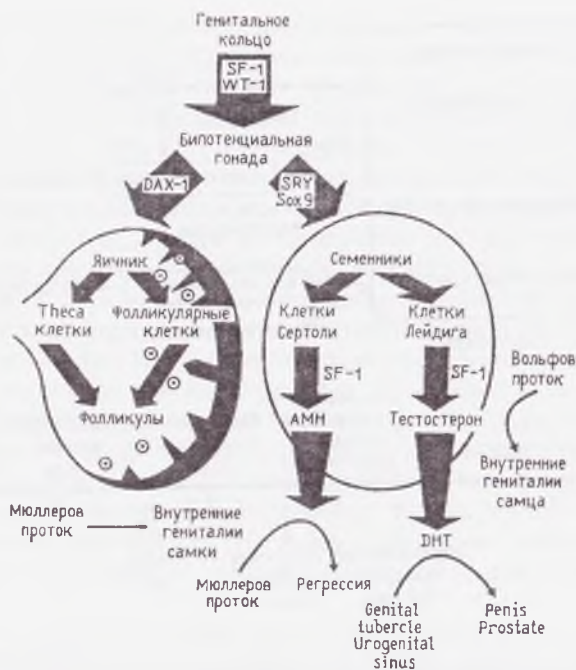 Генитальное
кольцо
SF-1
WT-1
Бипотенциальная
гонада
DAX-1
SRY
Sox9
Яичник
Theca
клетки
Фолликулярные
клетки
Фолликулы
Мюллеров
проток
Внутренние
гениталии
самки
Семенники
Клетки
Сертоли
Клетки
Лейдига
SF-1
SF-1
АМН
Тестостерон
Вольфов
проток
Внутренние
гениталии
самца
Мюллеров
проток
Регрессия
DHT
Genital
tubercle
Urogenital
sinus
Penis
Prostate